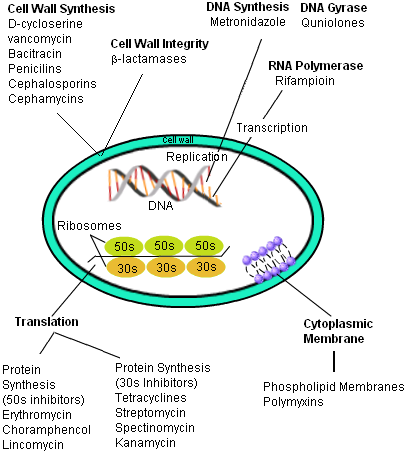 Cell Wall Synthesis
D-cycloserine
vancomycin
Bacitracin
Penicilins
Cephalosporins
Cephamycins
Cell Wall Integrity
β-lactamases
DNA Synthesis
Metronidazole
DNA Gyrase
Quniolones
RNA Polymerase
Rifampioin
Transcription
Cell wall
Replication
DNA
Ribosomes
50s 50s 50s
30s 30s 30s
Translation
Protein
Synthesis
(50s inhibitors)
Erythromycin
Choramphencol
Lincomycin
Protein Synthesis
(30s Inhibitors)
Tetracyclines
Streptomycin
Spectinomycin
Kanamycin
Cytoplasmic
Membrane
Phospholipid Membranes
Polymyxins